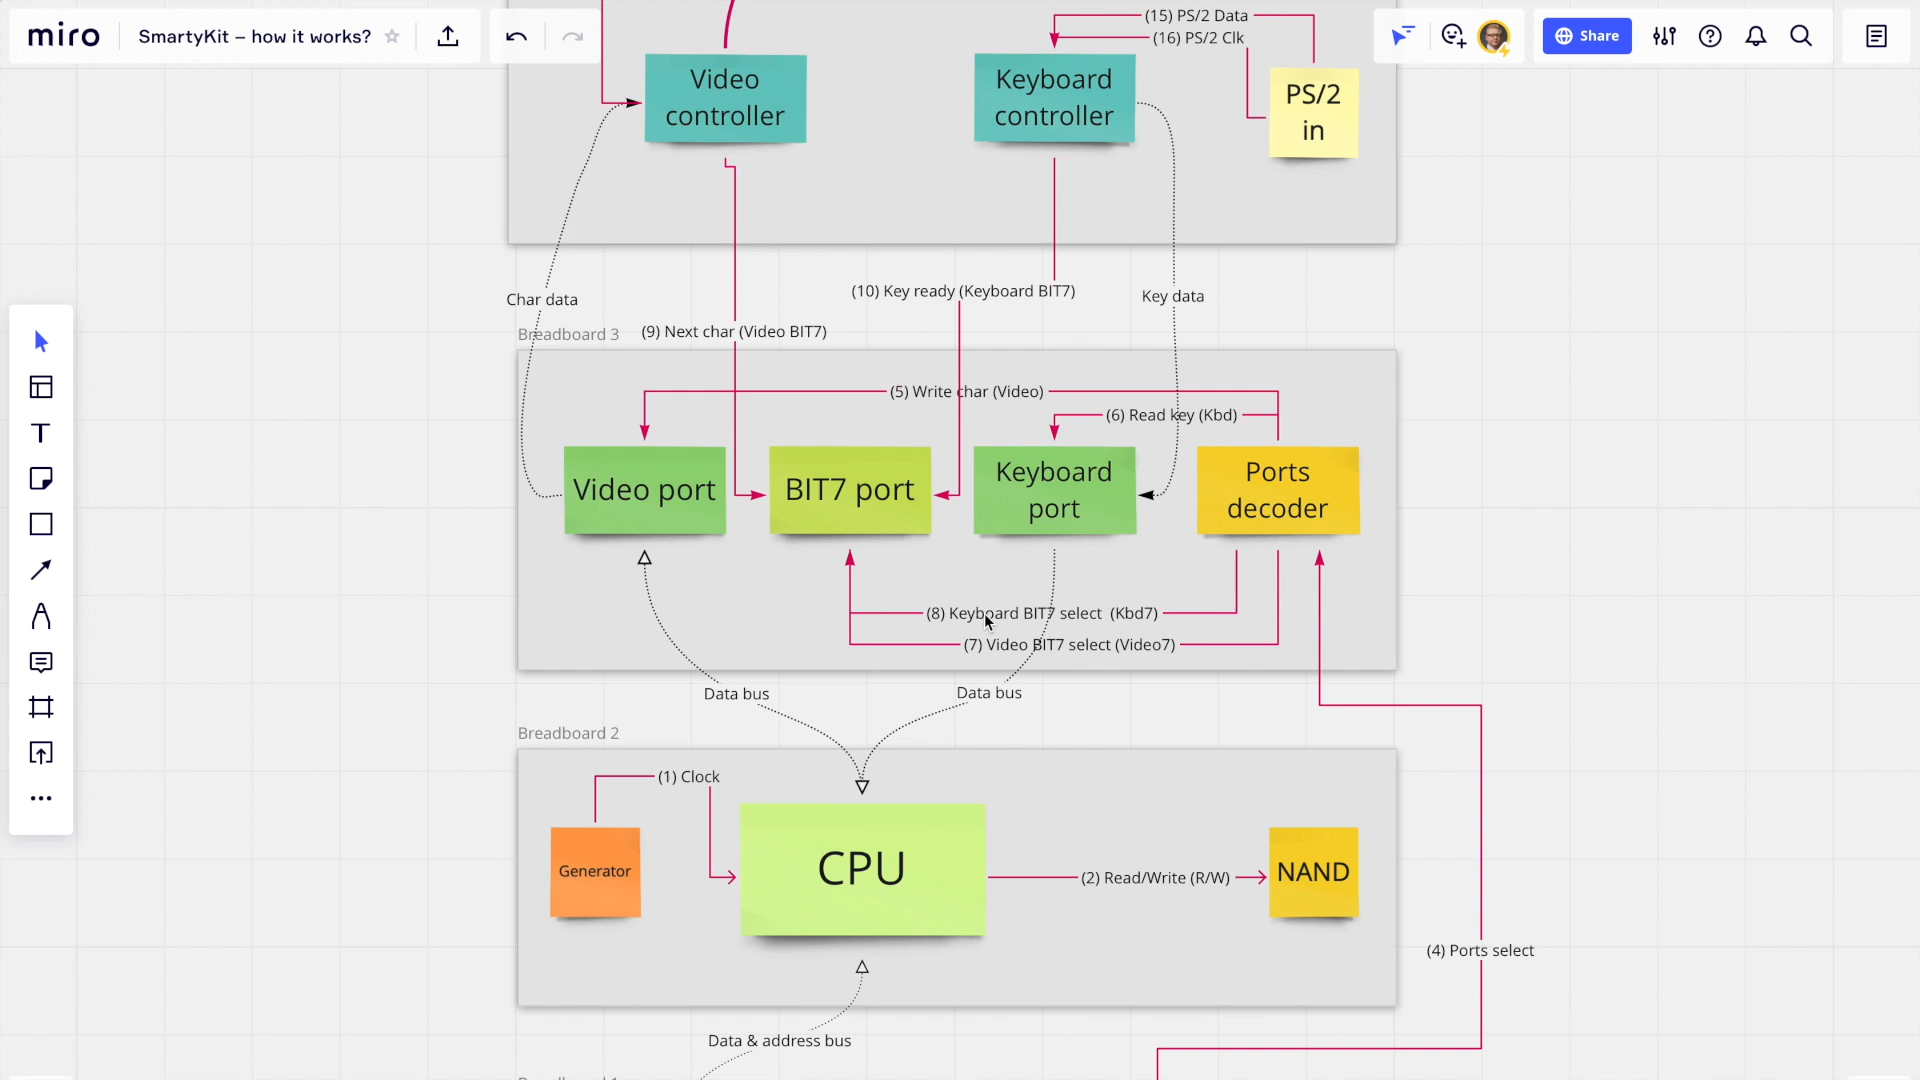 miro
SmartyKit – how it works?
Share
(15) PS/2 Data
(16) PS/2 Clk
Video
controller
Keyboard
controller
PS/2
in
Char data
(10) Key ready (Keyboard BIT7)
Key data
Breadboard 3
(9) Next char (Video BIT7)
(5) Write char (Video)
(6) Read key (Kbd)
Video port
BIT7 port
Keyboard
port
Ports
decoder
(8) Keyboard BIT7 select (Kbd7)
(7) Video BIT7 select (Video7)
Data bus
Data bus
Breadboard 2
(1) Clock
Generator
CPU
(2) Read/Write (R/W)
NAND
(4) Ports select
Data & address bus